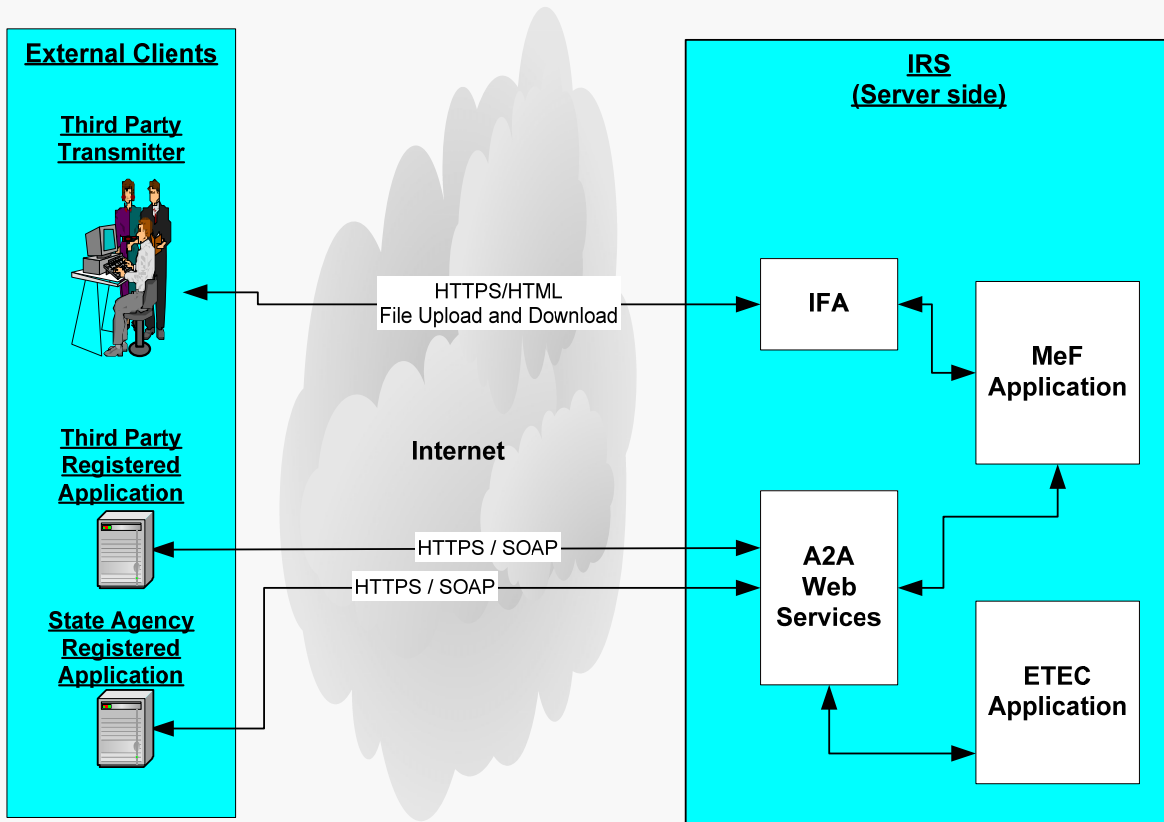 External Clients
Third Party
Transmitter
Third Party
Registered
Application
State Agency
Registered
Application
HTTPS/HTML
File Upload and Download
Internet
HTTPS / SOAP
HTTPS / SOAP
IRS
(Server side)
IFA
MeF
Application
A2A
Web
Services
ETEC
Application